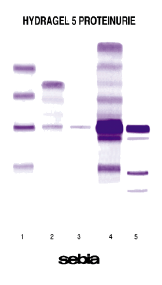 HYDRAGEL 5 PROTEINURIE
1 2 3 4 5
sebia